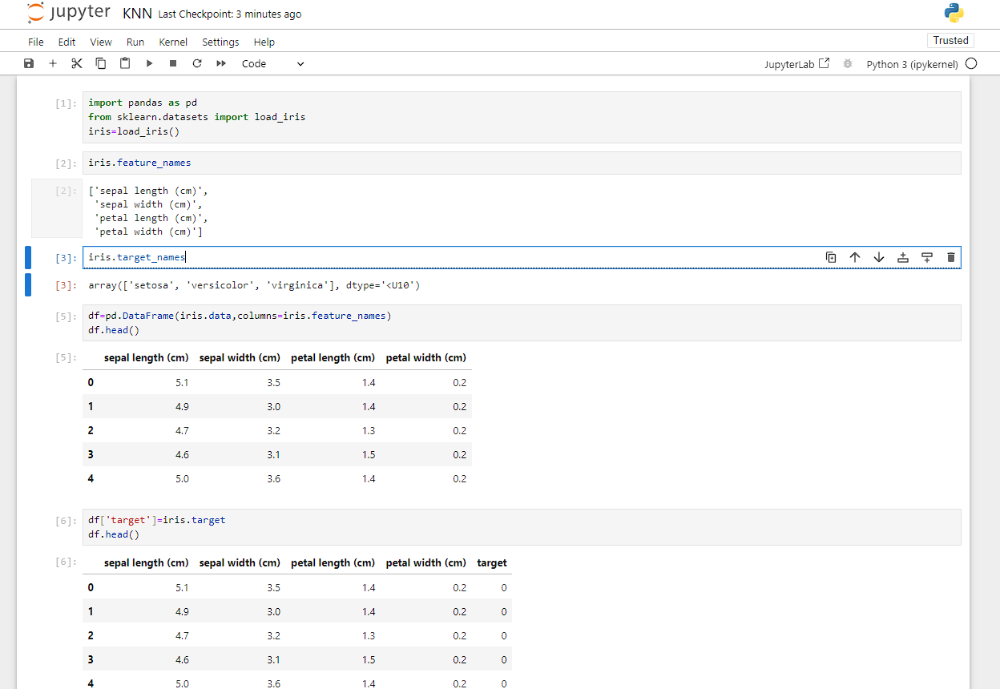 jupyter KNN Last Checkpoint: 3 minutes ago
File Edit View Run Kernel Settings Help Trusted
Code JupyterLab Python 3 (ipykernel)
[1]: import pandas as pd
from sklearn.datasets import load_iris
iris=load_iris()
[2]: iris.feature_names
[2]: ['sepal length (cm)',
'sepal width (cm)',
'petal length (cm)',
'petal width (cm)']
[3]: iris.target_names
[3]: array(['setosa', 'versicolor', 'virginica'], dtype='<U10')
[5]: df=pd.DataFrame(iris.data,columns=iris.feature_names)
df.head()
[5]: sepal length (cm) sepal width (cm) petal length (cm) petal width (cm)
0 5.1 3.5 1.4 0.2
1 4.9 3.0 1.4 0.2
2 4.7 3.2 1.3 0.2
3 4.6 3.1 1.5 0.2
4 5.0 3.6 1.4 0.2
[6]: df['target']=iris.target
df.head()
[6]: sepal length (cm) sepal width (cm) petal length (cm) petal width (cm) target
0 5.1 3.5 1.4 0.2 0
1 4.9 3.0 1.4 0.2 0
2 4.7 3.2 1.3 0.2 0
3 4.6 3.1 1.5 0.2 0
4 5.0 3.6 1.4 0.2 0